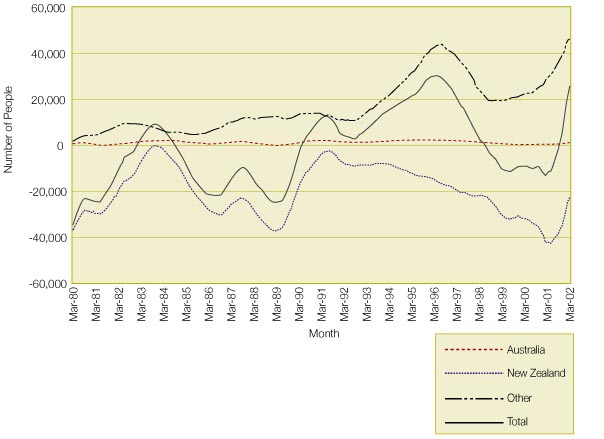 60,000
40,000
20,000
0
-20,000
-40,000
-60,000
Number of People
Mar-80
Mar-81
Mar-82
Mar-83
Mar-84
Mar-85
Mar-86
Mar-87
Mar-88
Mar-89
Mar-90
Mar-91
Mar-92
Mar-93
Mar-94
Mar-95
Mar-96
Mar-97
Mar-98
Mar-99
Mar-00
Mar-01
Mar-02
Month
Australia
New Zealand
Other
Total